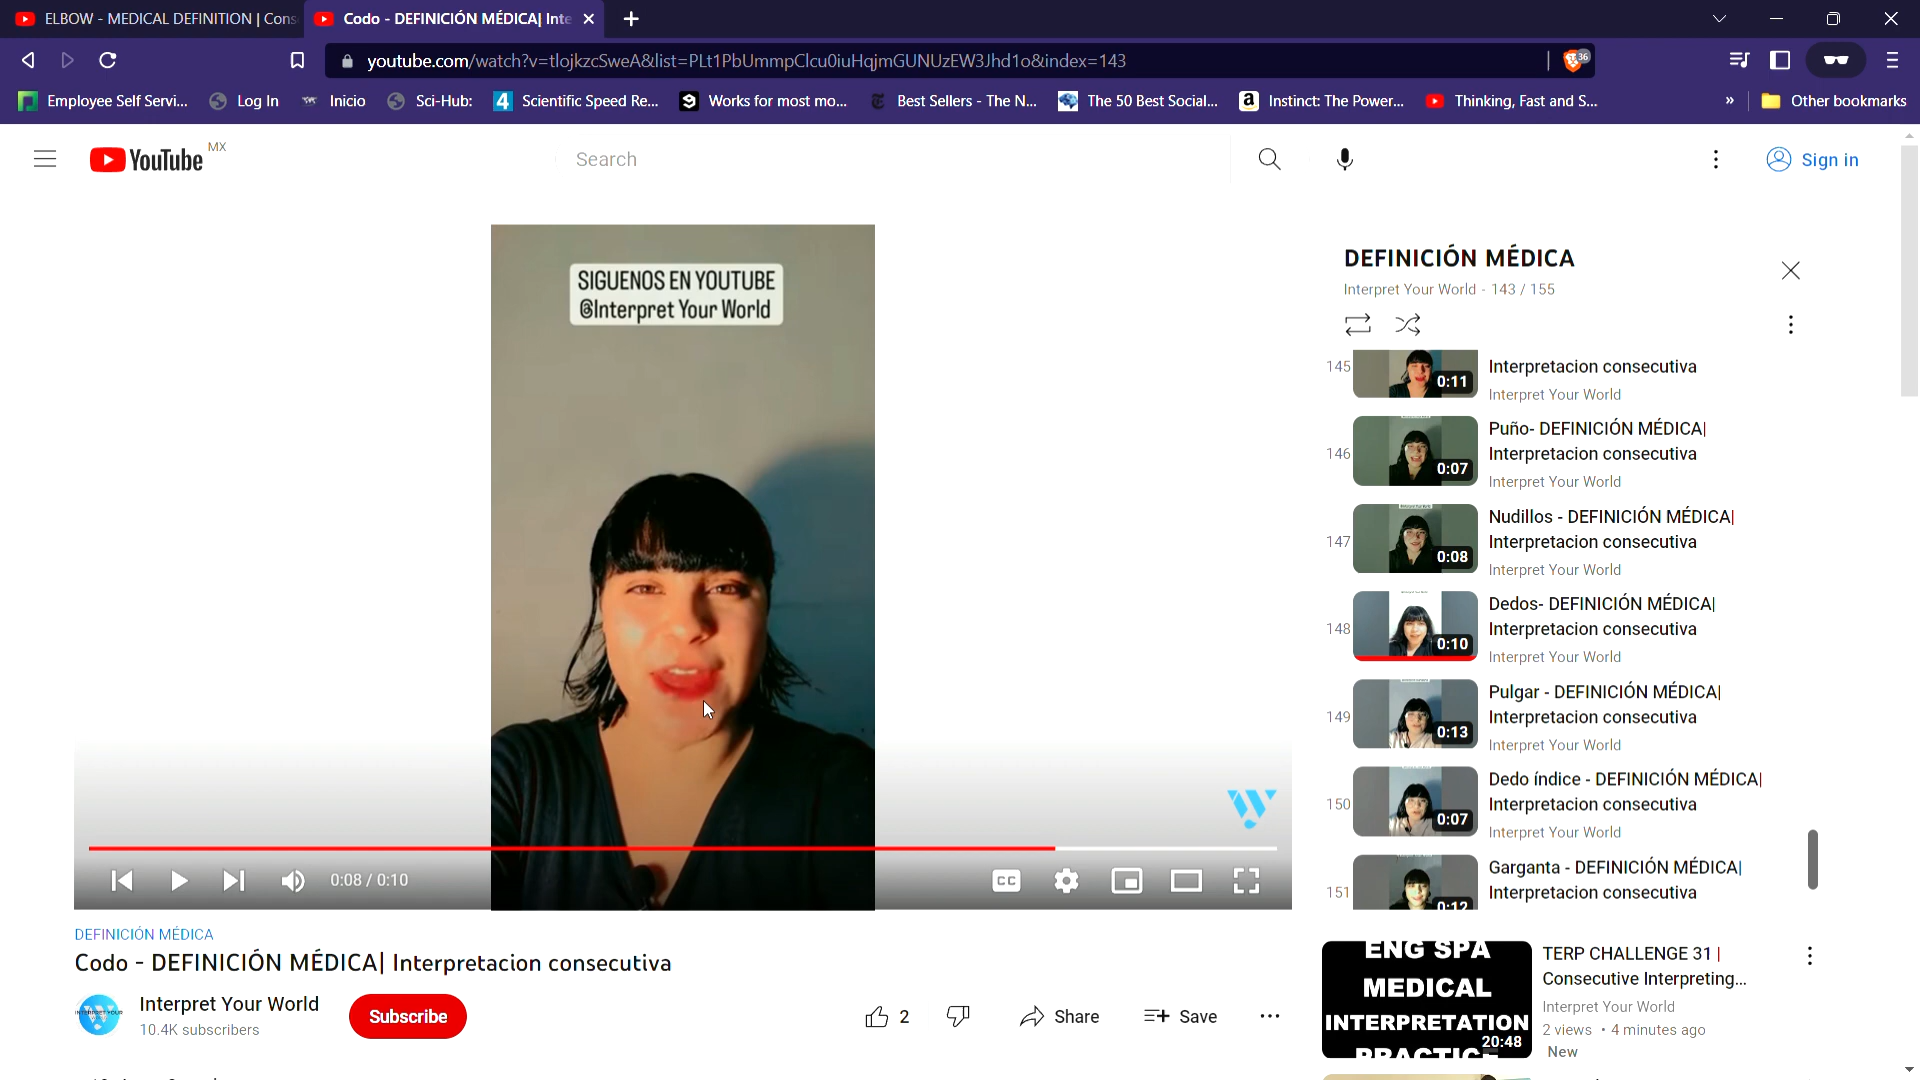 ELBOW - MEDICAL DEFINITION | Cons
Codo - DEFINICIÓN MÉDICA| Inte
youtube.com/watch?v=tlojkzcSweA&list=PLt1PbUmmpClcu0iuHqjmGUNUzEW3Jhd1o&index=143
36
Employee Self Servi...
Log In
Inicio
Sci-Hub:
Scientific Speed Re...
Works for most mo...
Best Sellers - The N...
The 50 Best Social...
Instinct: The Power...
Thinking, Fast and S...
»
Other bookmarks
YouTube MX
Search
Sign in
SIGUENOS EN YOUTUBE
@Interpret Your World
0:08 / 0:10
CC
DEFINICIÓN MÉDICA
Codo - DEFINICIÓN MÉDICA| Interpretacion consecutiva
Interpret Your World
10.4K subscribers
Subscribe
2
Share
Save
DEFINICIÓN MÉDICA
Interpret Your World - 143 / 155
145
0:11
Interpretacion consecutiva
Interpret Your World
146
0:07
Puño- DEFINICIÓN MÉDICA|
Interpretacion consecutiva
Interpret Your World
147
0:08
Nudillos - DEFINICIÓN MÉDICA|
Interpretacion consecutiva
Interpret Your World
148
0:10
Dedos- DEFINICIÓN MÉDICA|
Interpretacion consecutiva
Interpret Your World
149
0:13
Pulgar - DEFINICIÓN MÉDICA|
Interpretacion consecutiva
Interpret Your World
150
0:07
Dedo índice - DEFINICIÓN MÉDICA|
Interpretacion consecutiva
Interpret Your World
151
0:12
Garganta - DEFINICIÓN MÉDICA|
Interpretacion consecutiva
ENG SPA
MEDICAL
INTERPRETATION
PRACTICE
20:48
TERP CHALLENGE 31 |
Consecutive Interpreting...
Interpret Your World
2 views • 4 minutes ago
New